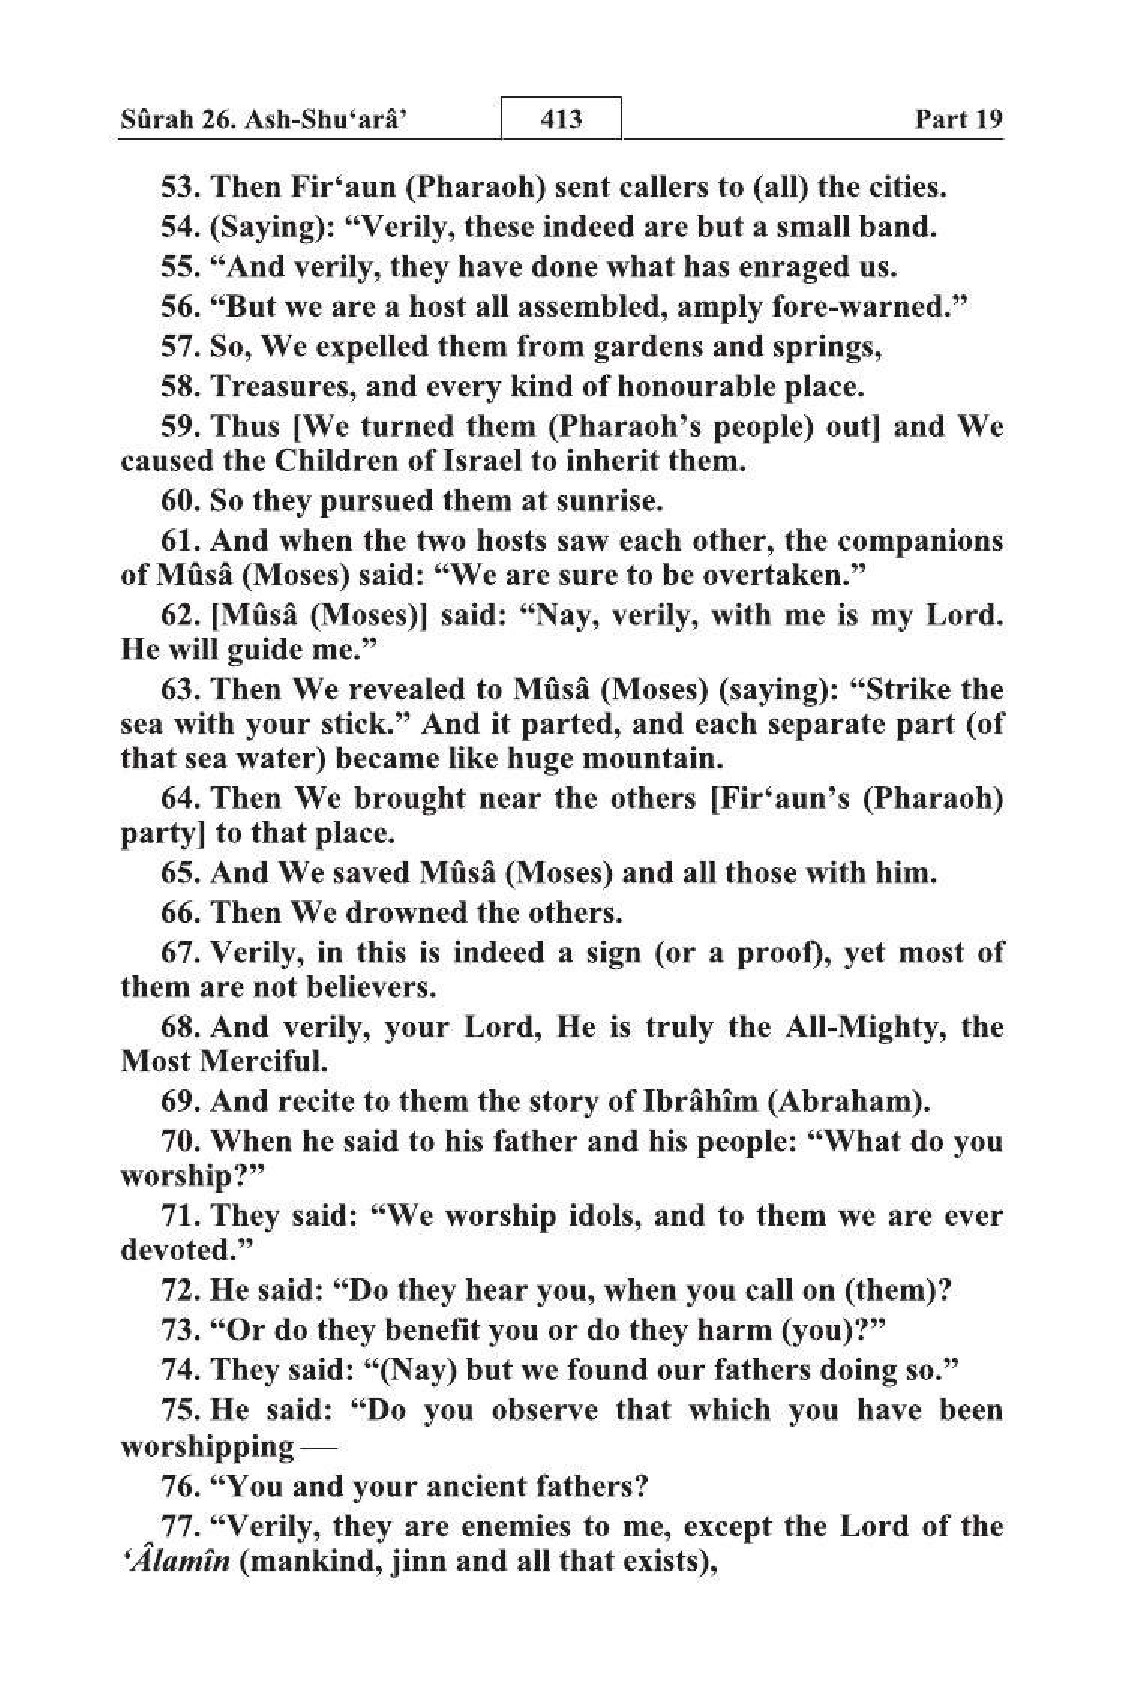 Sûrah 26. Ash-Shu‘arâ’ 413 Part 19
53. Then Fir‘aun (Pharaoh) sent callers to (all) the cities.
54. (Saying): “Verily, these indeed are but a small band.
55. “And verily, they have done what has enraged us.
56. “But we are a host all assembled, amply fore-warned.”
57. So, We expelled them from gardens and springs,
58. Treasures, and every kind of honourable place.
59. Thus [We turned them (Pharaoh’s people) out] and We
caused the Children of Israel to inherit them.
60. So they pursued them at sunrise.
61. And when the two hosts saw each other, the companions
of Mûsâ (Moses) said: “We are sure to be overtaken.”
62. [Mûsâ (Moses)] said: “Nay, verily, with me is my Lord.
He will guide me.”
63. Then We revealed to Mûsâ (Moses) (saying): “Strike the
sea with your stick.” And it parted, and each separate part (of
that sea water) became like huge mountain.
64. Then We brought near the others [Fir‘aun’s (Pharaoh)
party] to that place.
65. And We saved Mûsâ (Moses) and all those with him.
66. Then We drowned the others.
67. Verily, in this is indeed a sign (or a proof), yet most of
them are not believers.
68. And verily, your Lord, He is truly the All-Mighty, the
Most Merciful.
69. And recite to them the story of Ibrâhîm (Abraham).
70. When he said to his father and his people: “What do you
worship?”
71. They said: “We worship idols, and to them we are ever
devoted.”
72. He said: “Do they hear you, when you call on (them)?
73. “Or do they benefit you or do they harm (you)?”
74. They said: “(Nay) but we found our fathers doing so.”
75. He said: “Do you observe that which you have been
worshipping —
76. “You and your ancient fathers?
77. “Verily, they are enemies to me, except the Lord of the
‘Âlamîn (mankind, jinn and all that exists),